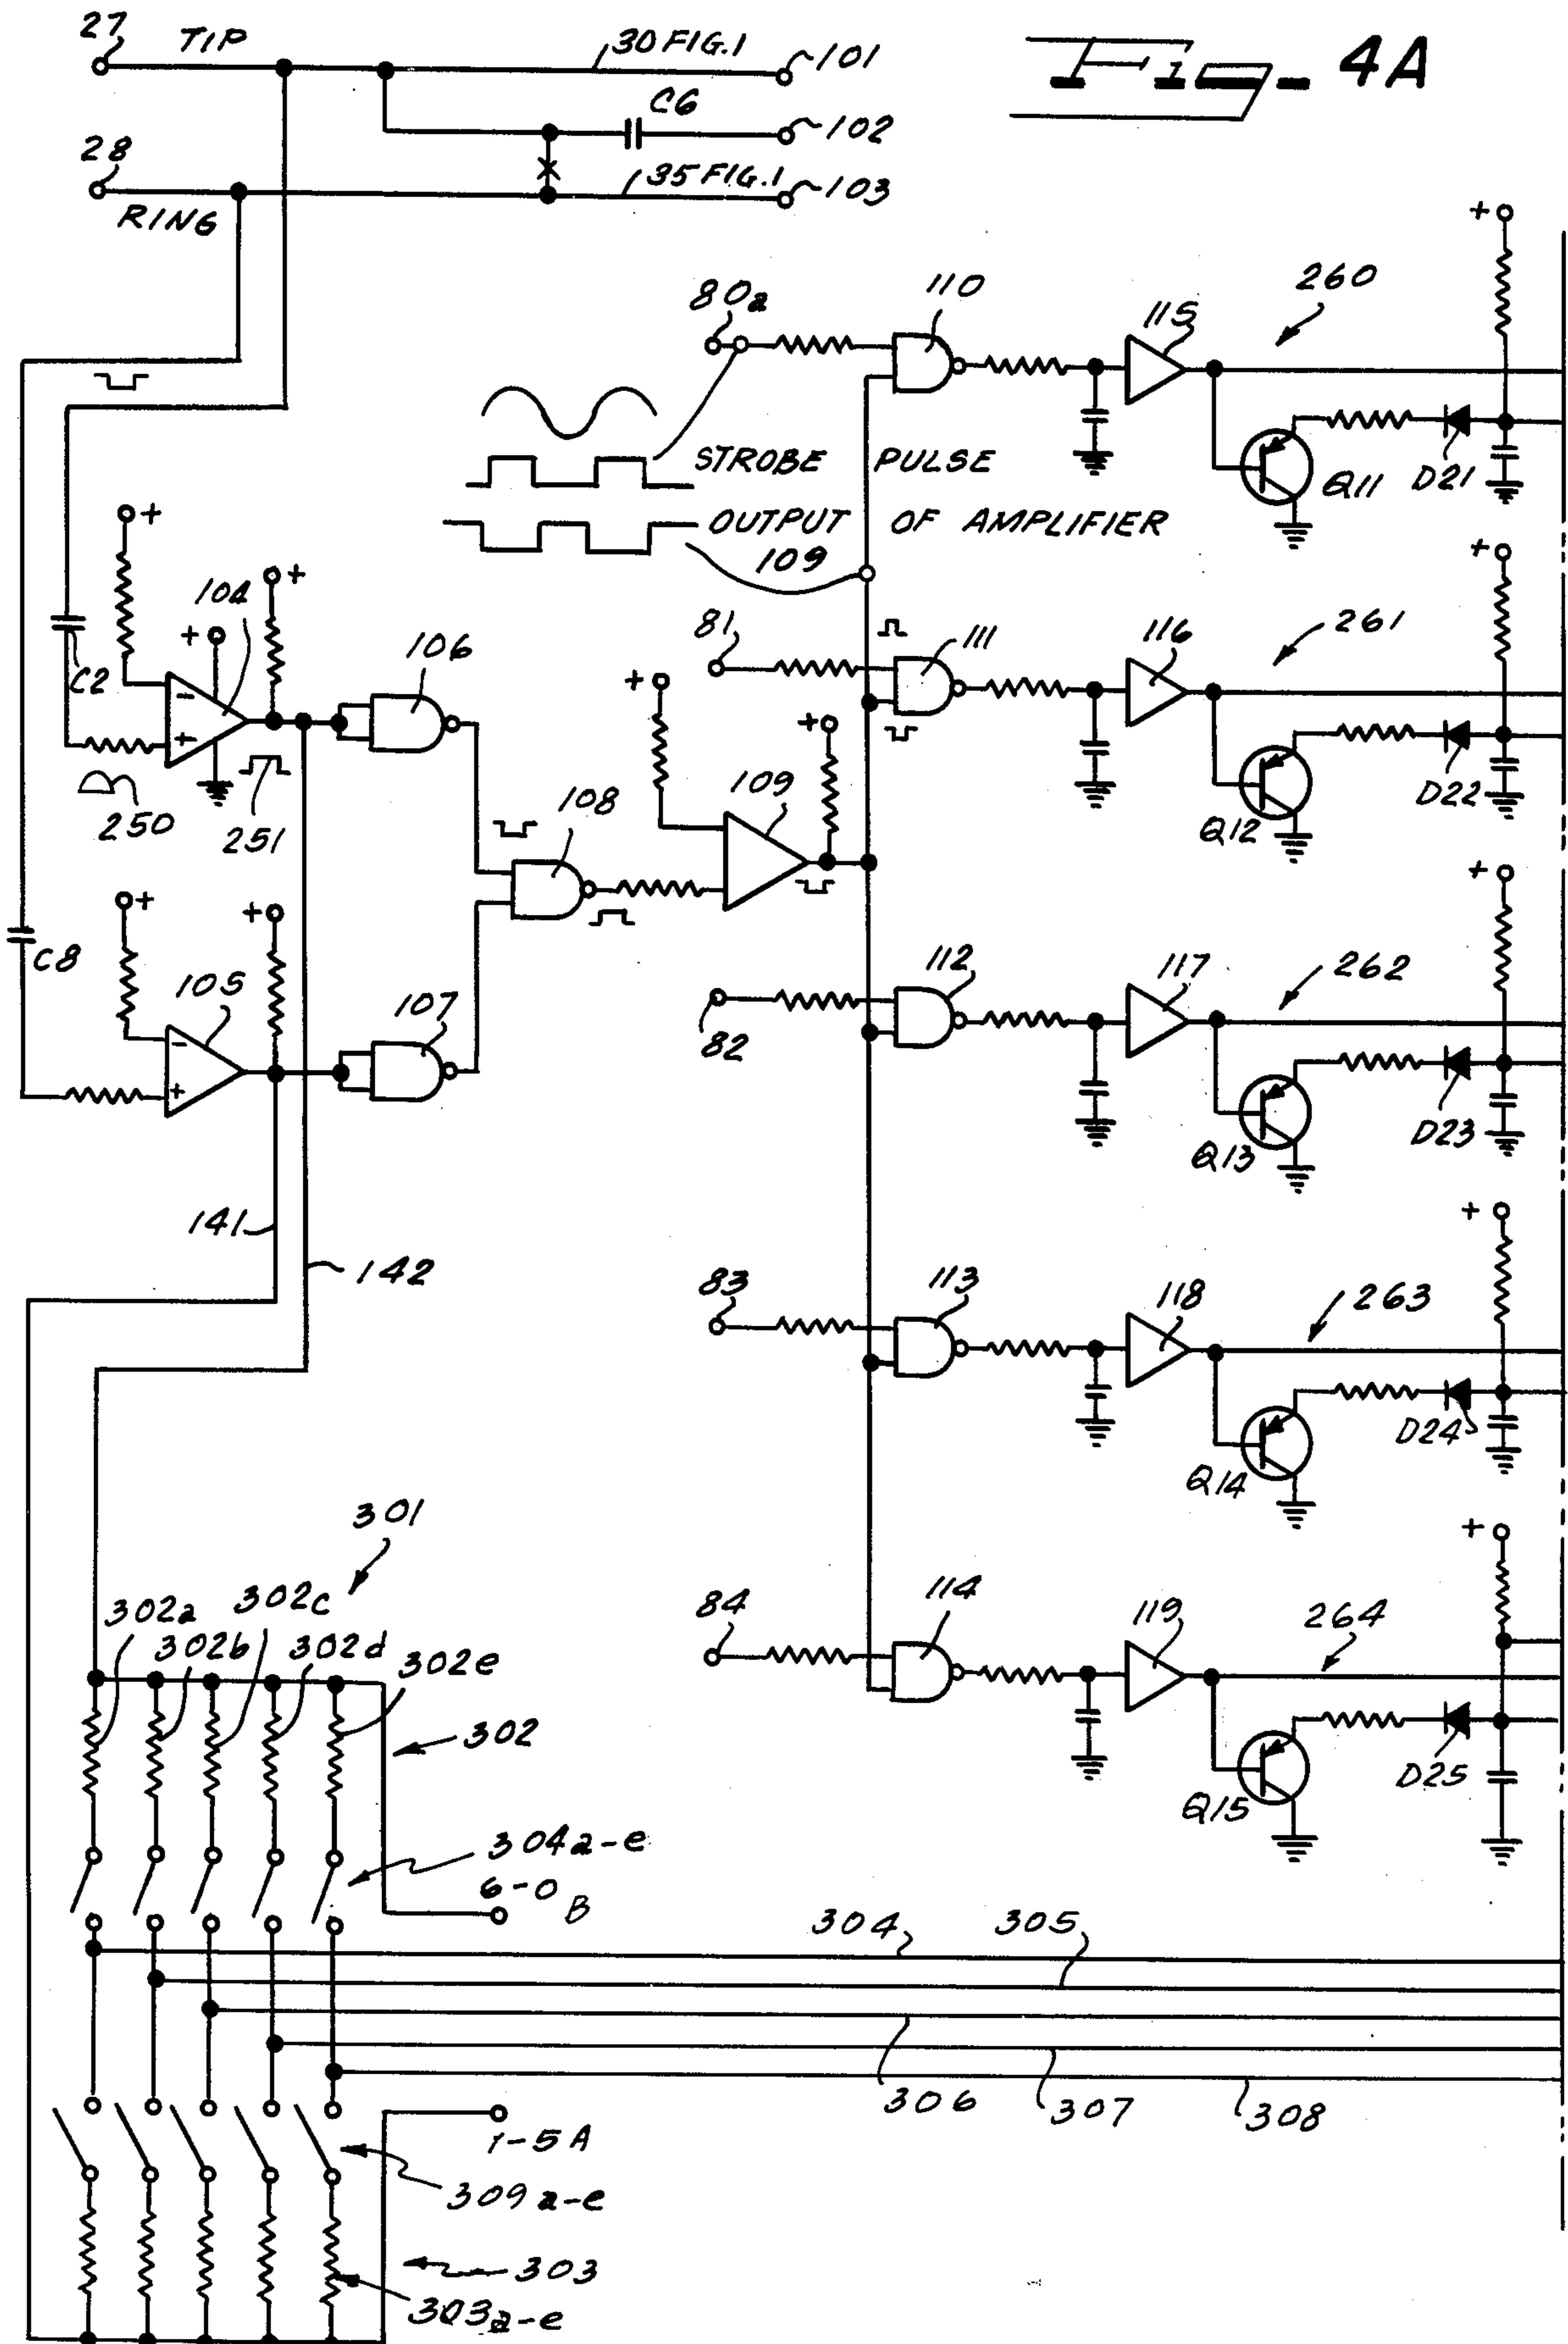 27
TIP
30 FIG.1
101
Fig-4A
C6
102
28
35 FIG.1
103
RING
+
80a
110
115
260
STROBE PULSE
D21
Q11
OUTPUT OF AMPLIFIER
109
+
+
104
+
+
81
111
116
261
106
C2
-
+
+
+
D22
250
251
108
109
Q12
+
+
+
C8
105
112
117
262
-
+
107
82
D23
Q13
141
142
+
83
113
118
263
D24
Q14
301
+
302a
302c
302b
302d
302e
84
114
119
264
302
D25
Q15
304a-e
6-0 B
304
305
306
307
308
1-5A
309a-e
303
303a-e